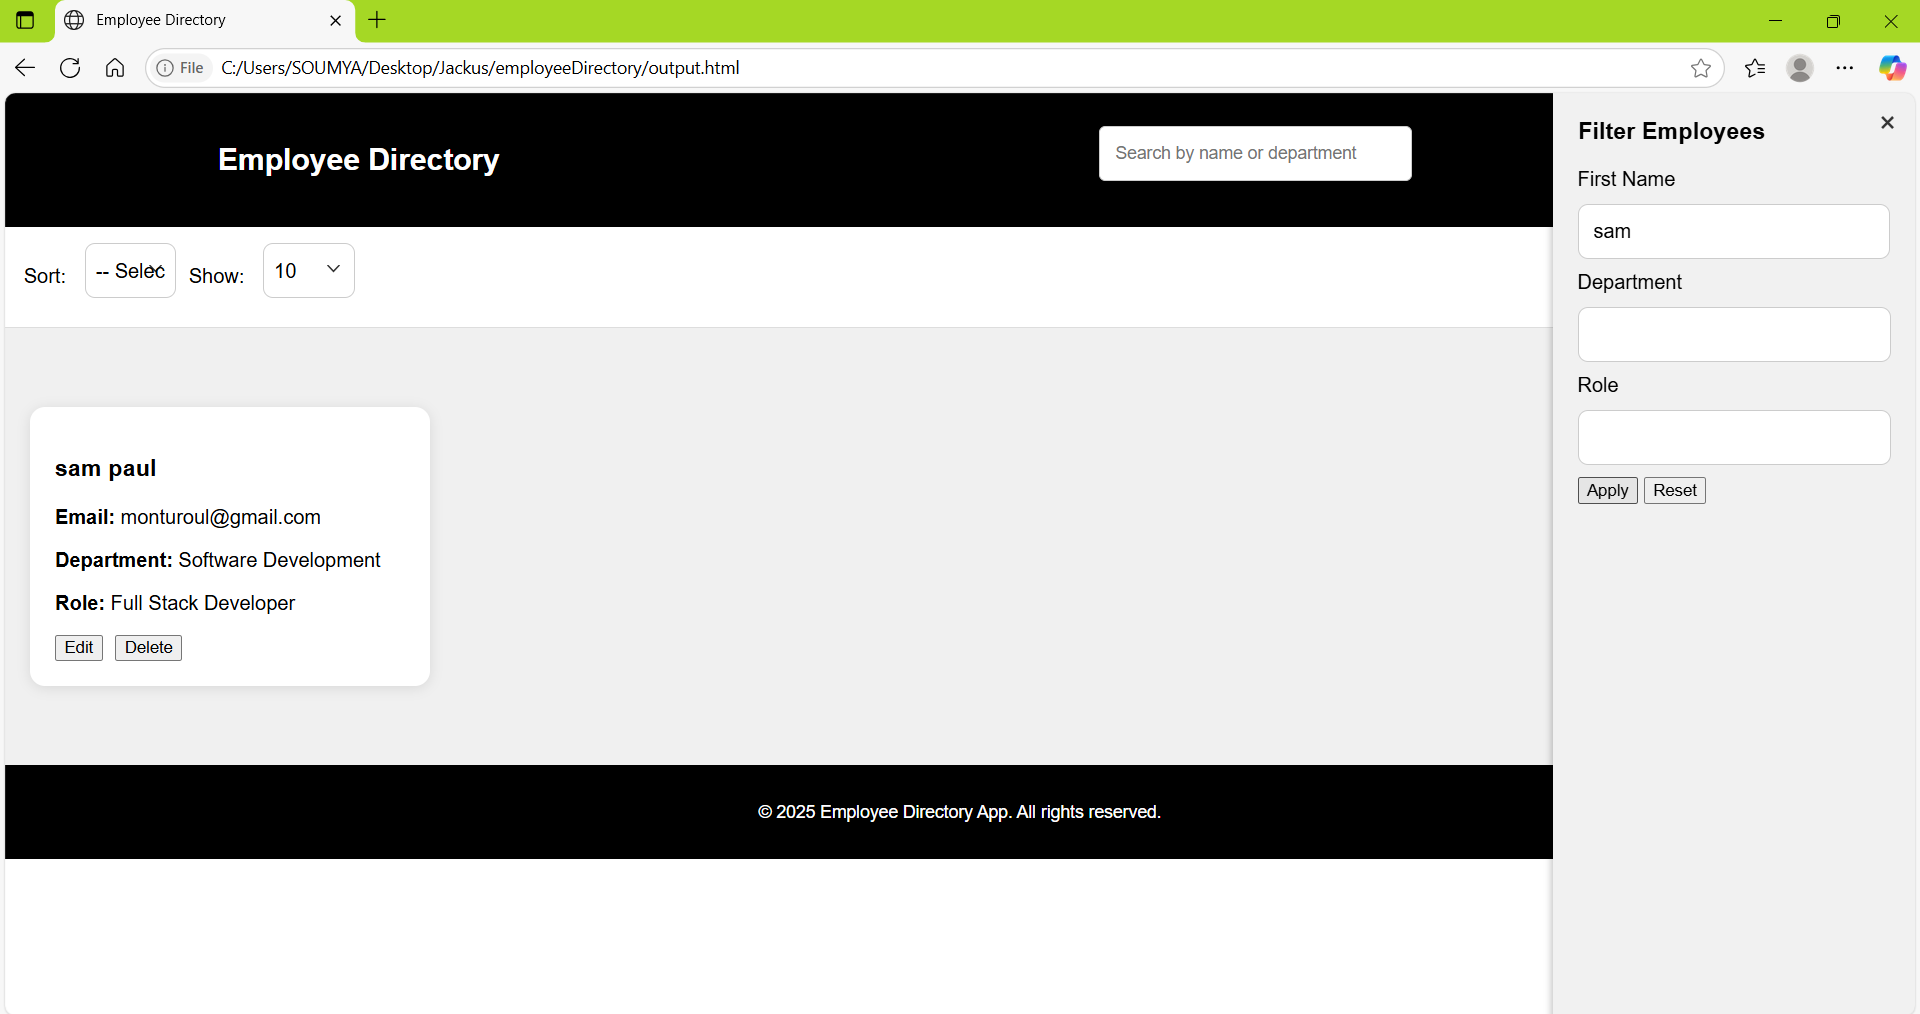 Employee Directory
File C:/Users/SOUMYA/Desktop/Jackus/employeeDirectory/output.html
Employee Directory
Search by name or department
Sort: -- Selec Show: 10
sam paul
Email: monturoul@gmail.com
Department: Software Development
Role: Full Stack Developer
Edit Delete
© 2025 Employee Directory App. All rights reserved.
Filter Employees
First Name
sam
Department
Role
Apply Reset